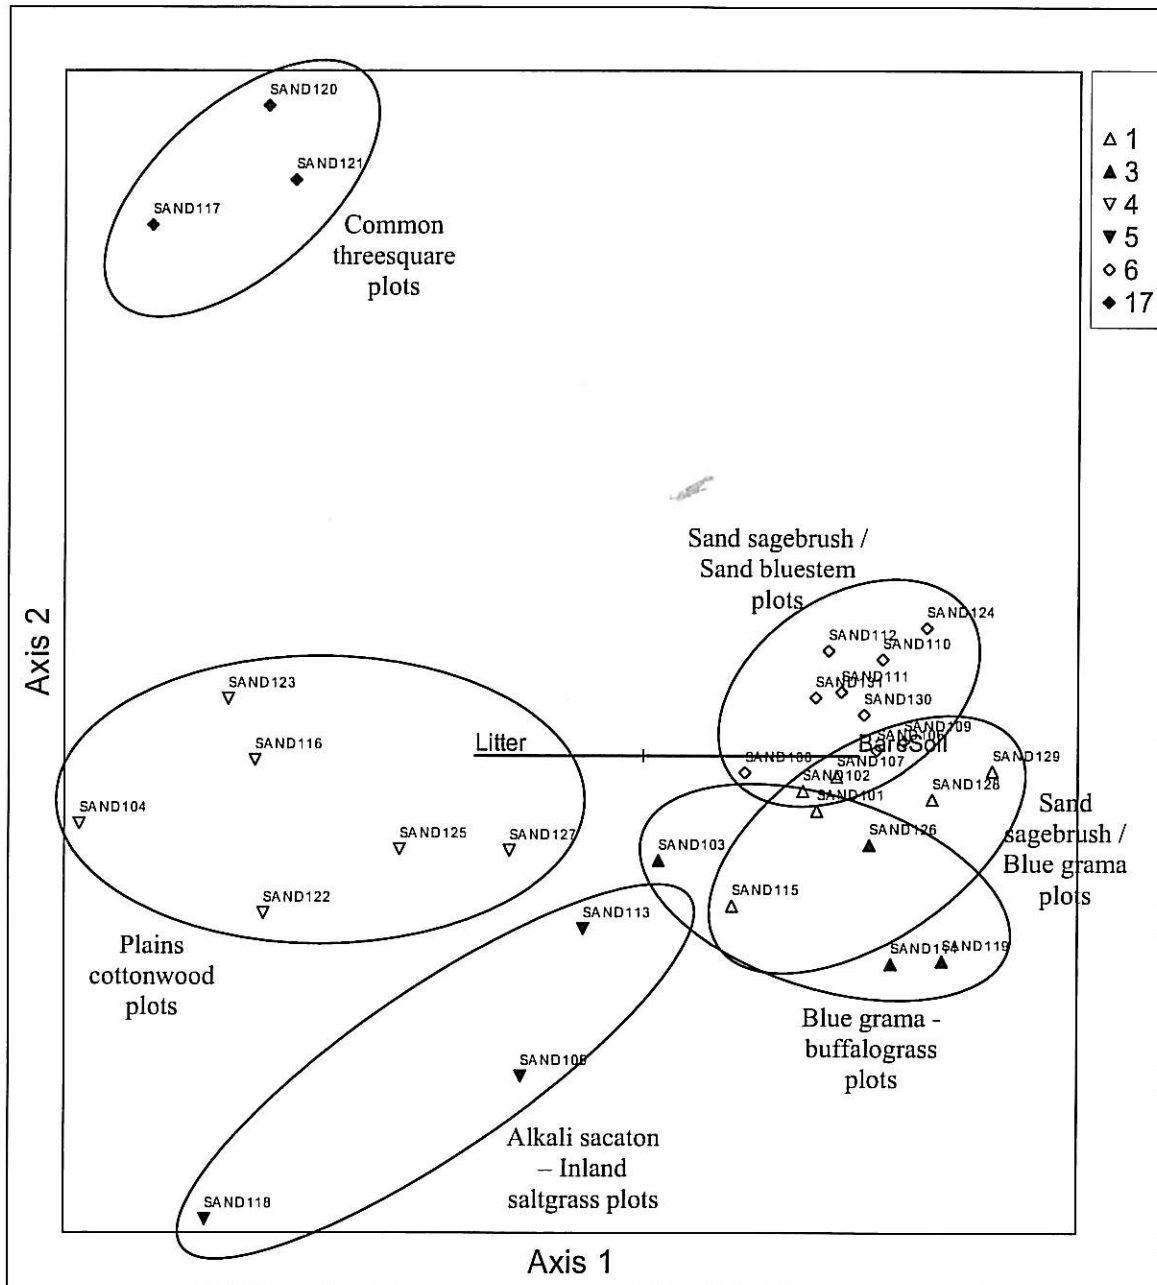 SAND120
SAND121
SAND117
Common
threesquare
plots
1
3
4
5
6
17
Sand sagebrush /
Sand bluestem
plots
SAND124
SAND112
SAND110
SAND111
SAND131
SAND130
SAND109
BareSoil
SAND107
SAND102
SAND101
SAND129
SAND128
SAND126
SAND103
SAND115
SAND119
Sand
sagebrush /
Blue grama
plots
Litter
SAND123
SAND116
SAND104
SAND125
SAND127
SAND122
Plains
cottonwood
plots
SAND113
SAND118
Blue grama -
buffalograss
plots
Alkali sacaton
– Inland
saltgrass plots
Axis 2
Axis 1